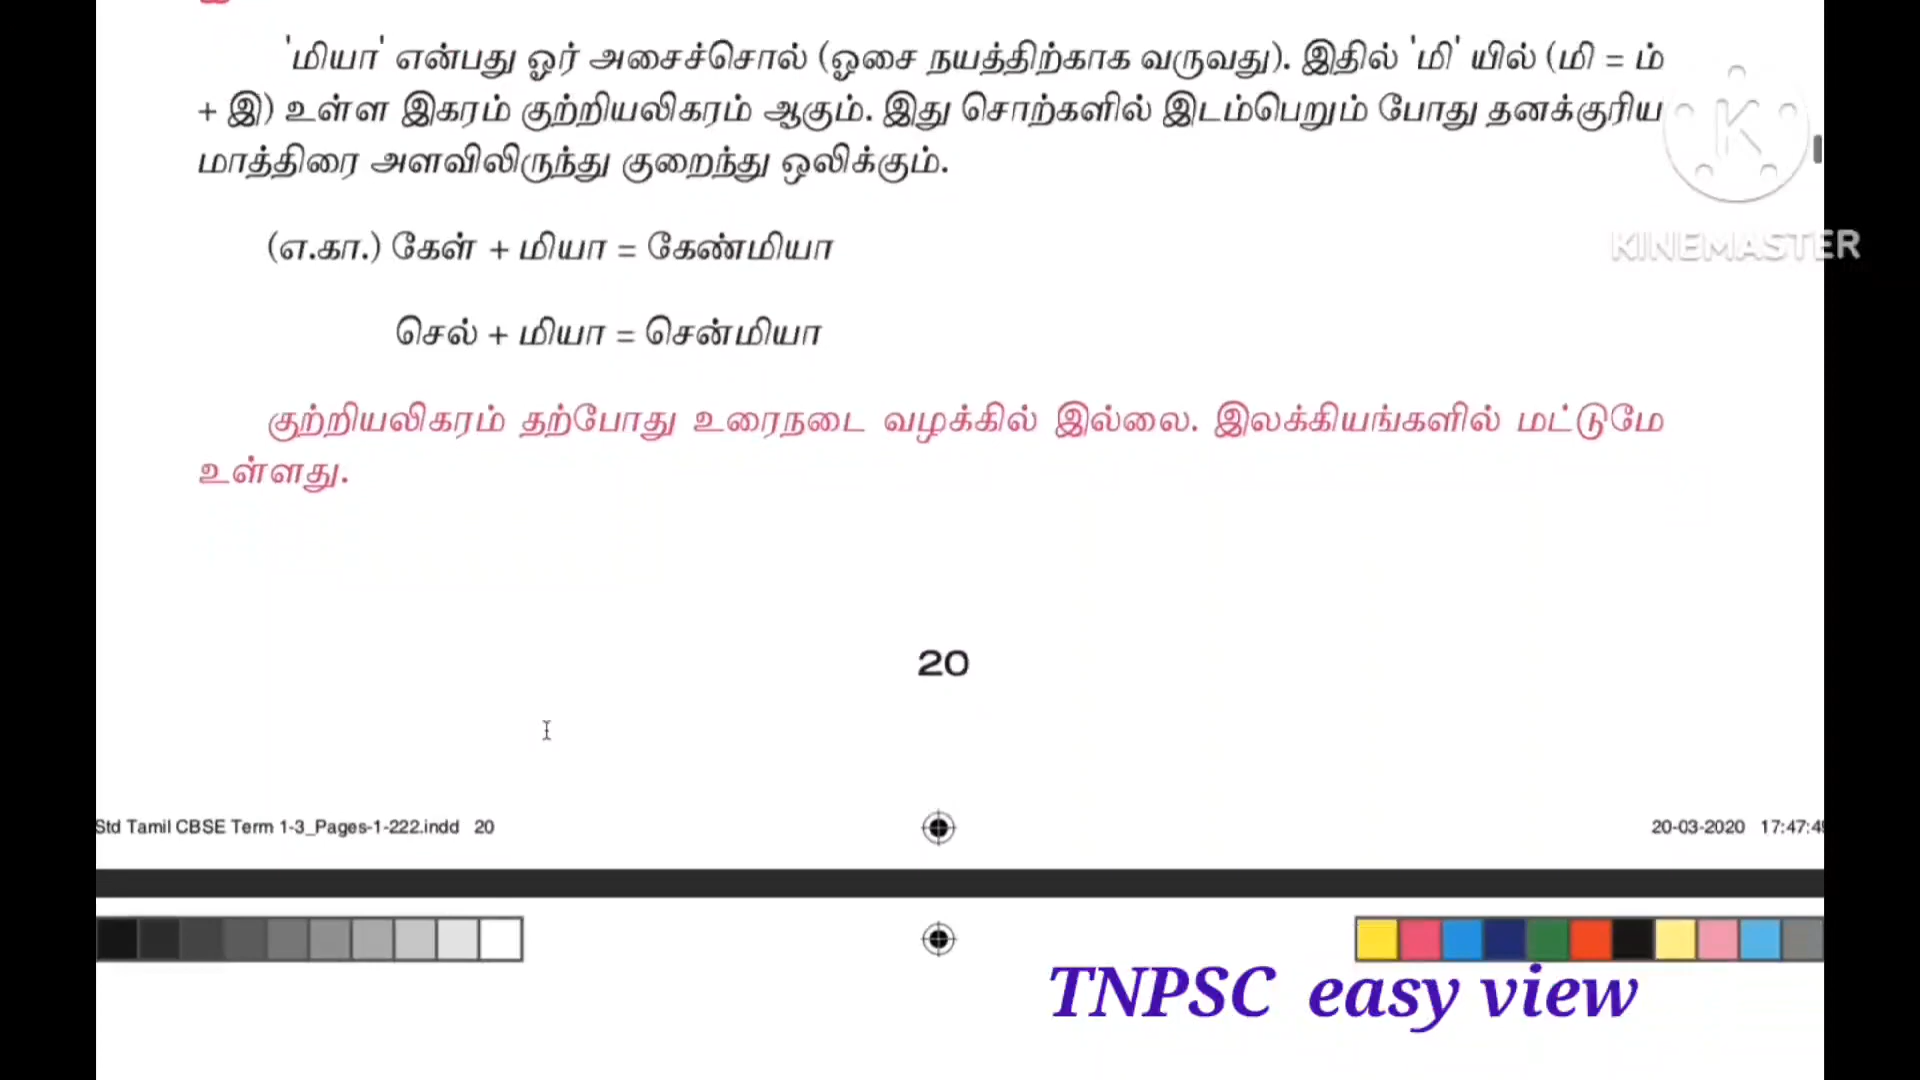 'மியா' என்பது ஓர் அசைச்சொல் (ஓசை நயத்திற்காக வருவது). இதில் 'மி' யில் (மி = ம்
+ இ) உள்ள இகரம் குற்றியலிகரம் ஆகும். இது சொற்களில் இடம்பெறும் போது தனக்குரிய
மாத்திரை அளவிலிருந்து குறைந்து ஒலிக்கும்.
K
KINEMASTER
(எ.கா.) கேள் + மியா = கேண்மியா
செல் + மியா = சென்மியா
குற்றியலிகரம் தற்போது உரைநடை வழக்கில் இல்லை. இலக்கியங்களில் மட்டுமே
உள்ளது.
20
Std Tamil CBSE Term 1-3_Pages-1-222.indd 20
20-03-2020 17:47:4
TNPSC easy view